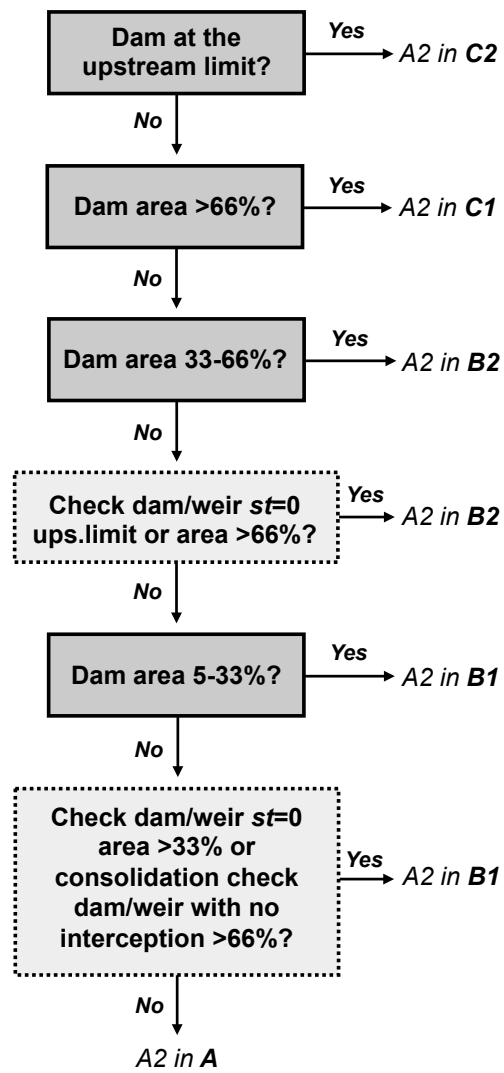 Dam at the
upstream limit?
Yes
A2 in C2
No
Dam area >66%?
Yes
A2 in C1
No
Dam area 33-66%?
Yes
A2 in B2
No
Check dam/weir st=0
ups.limit or area >66%?
Yes
A2 in B2
No
Dam area 5-33%?
Yes
A2 in B1
No
Check dam/weir st=0
area >33% or
consolidation check
dam/weir with no
interception >66%?
Yes
A2 in B1
No
A2 in A